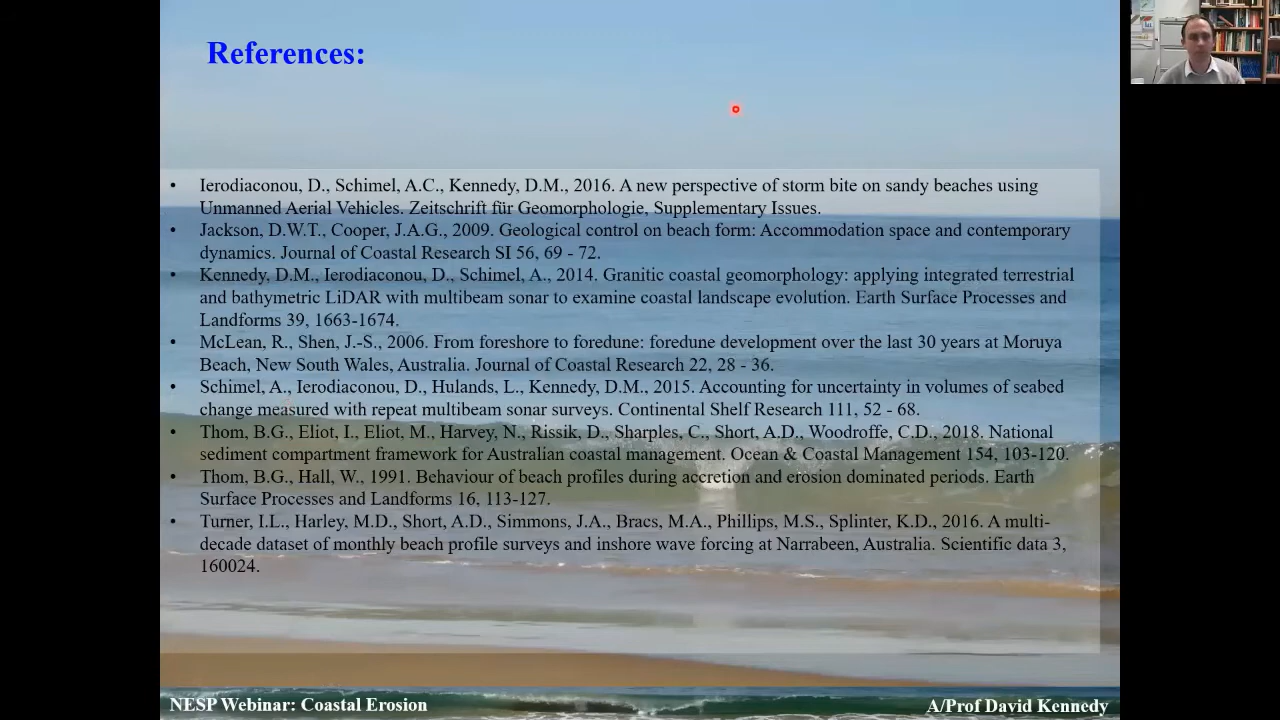 References:
• Ierodiaconou, D., Schimel, A.C., Kennedy, D.M., 2016. A new perspective of storm bite on sandy beaches using
Unmanned Aerial Vehicles. Zeitschrift für Geomorphologie, Supplementary Issues.
• Jackson, D.W.T., Cooper, J.A.G., 2009. Geological control on beach form: Accommodation space and contemporary
dynamics. Journal of Coastal Research SI 56, 69 - 72.
• Kennedy, D.M., Ierodiaconou, D., Schimel, A., 2014. Granitic coastal geomorphology: applying integrated terrestrial
and bathymetric LiDAR with multibeam sonar to examine coastal landscape evolution. Earth Surface Processes and
Landforms 39, 1663-1674.
• McLean, R., Shen, J.-S., 2006. From foreshore to foredune: foredune development over the last 30 years at Moruya
Beach, New South Wales, Australia. Journal of Coastal Research 22, 28 - 36.
• Schimel, A., Ierodiaconou, D., Hulands, L., Kennedy, D.M., 2015. Accounting for uncertainty in volumes of seabed
change measured with repeat multibeam sonar surveys. Continental Shelf Research 111, 52 - 68.
• Thom, B.G., Eliot, I., Eliot, M., Harvey, N., Rissik, D., Sharples, C., Short, A.D., Woodroffe, C.D., 2018. National
sediment compartment framework for Australian coastal management. Ocean & Coastal Management 154, 103-120.
• Thom, B.G., Hall, W., 1991. Behaviour of beach profiles during accretion and erosion dominated periods. Earth
Surface Processes and Landforms 16, 113-127.
• Turner, I.L., Harley, M.D., Short, A.D., Simmons, J.A., Bracs, M.A., Phillips, M.S., Splinter, K.D., 2016. A multi-
decade dataset of monthly beach profile surveys and inshore wave forcing at Narrabeen, Australia. Scientific data 3,
160024.
NESP Webinar: Coastal Erosion
A/Prof David Kennedy